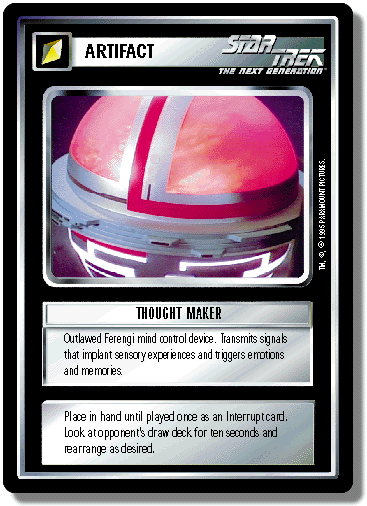 ARTIFACT
STAR TREK
THE NEXT GENERATION™
TM, ®, © 1995 PARAMOUNT PICTURES.
THOUGHT MAKER
Outlawed Ferengi mind control device. Transmits signals
that implant sensory experiences and triggers emotions
and memories.
Place in hand until played once as an Interrupt card.
Look at opponent's draw deck for ten seconds and
rearrange as desired.